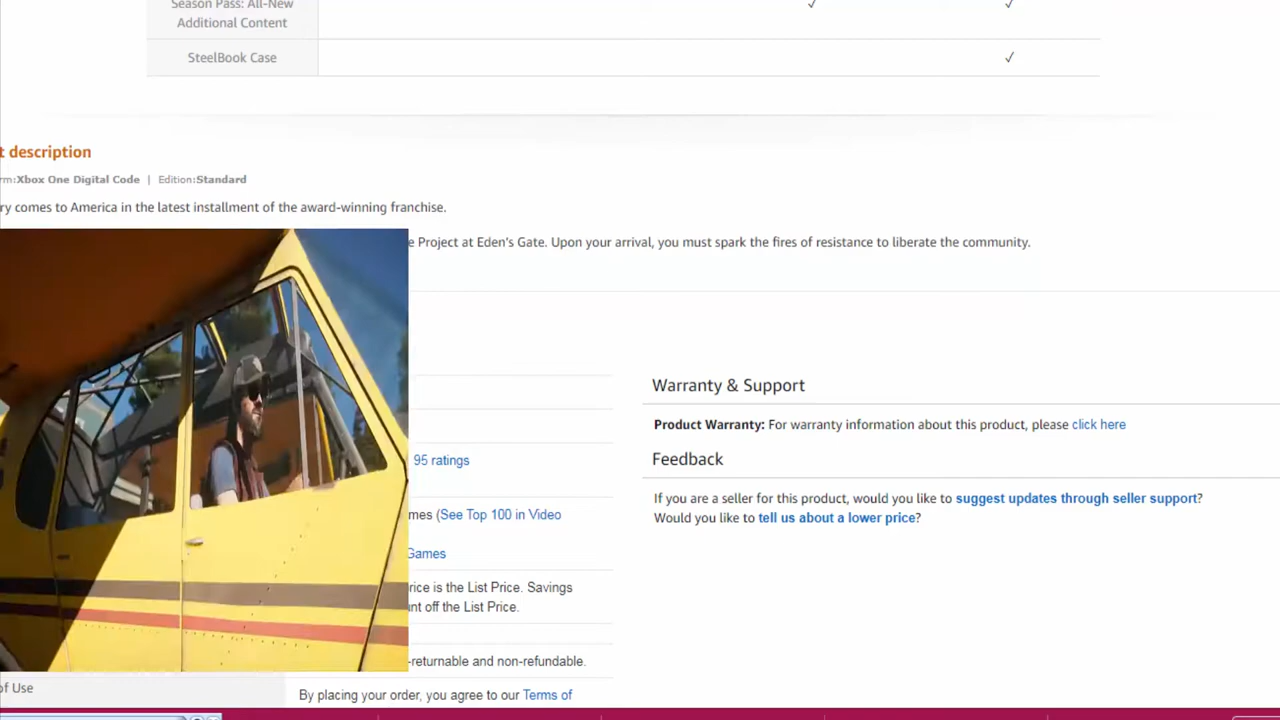 Season Pass: All-New
Additional Content
✓ ✓
SteelBook Case ✓
t description
rm:Xbox One Digital Code | Edition:Standard
ry comes to America in the latest installment of the award-winning franchise.
e Project at Eden's Gate. Upon your arrival, you must spark the fires of resistance to liberate the community.
Warranty & Support
Product Warranty: For warranty information about this product, please click here
Feedback
If you are a seller for this product, would you like to suggest updates through seller support?
Would you like to tell us about a lower price?
95 ratings
mes (See Top 100 in Video
Games
rice is the List Price. Savings
nt off the List Price.
-returnable and non-refundable.
of Use
By placing your order, you agree to our Terms of